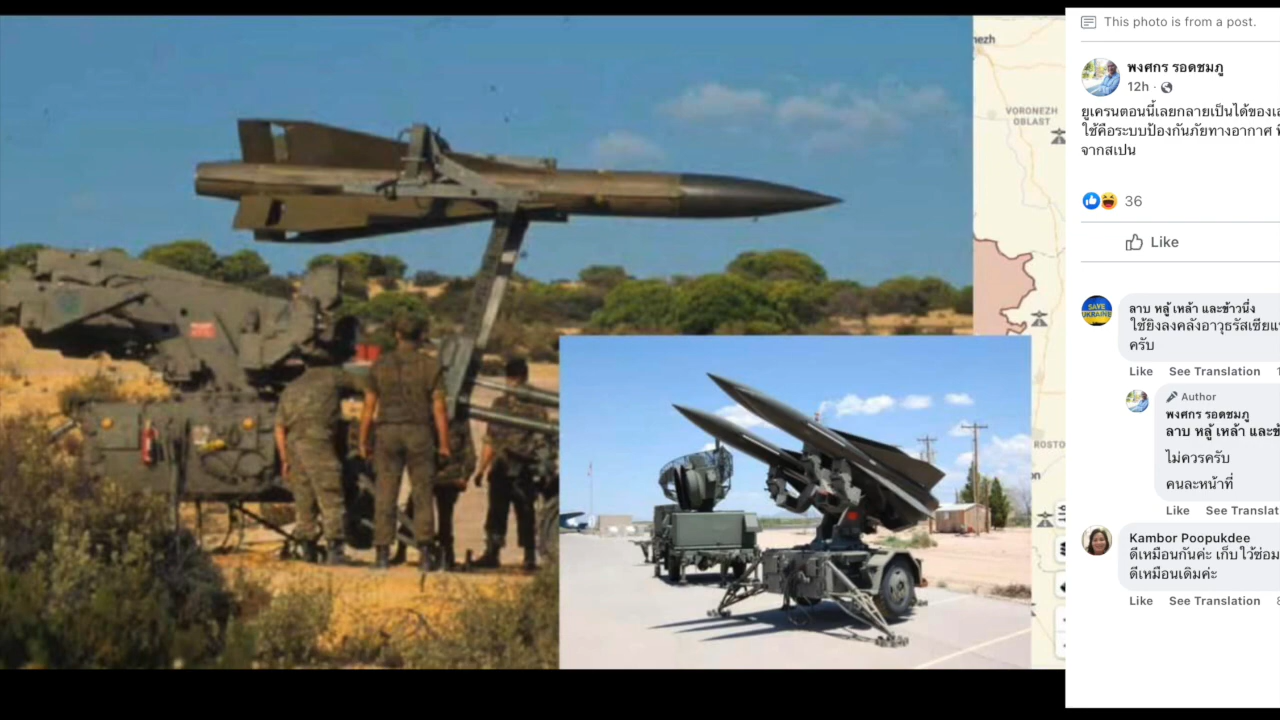 nezh
VORONEZH
OBLAST
ROSTO
on
This photo is from a post.
พงศกร รอดชมภู
12h ·
ยูเครนตอนนี้เลยกลายเป็นได้ของเ
ใช้คือระบบป้องกันภัยทางอากาศ
จากสเปน
36
Like
SAVE
UKRAINE
ลาบ หลู้ เหล้า และข้าวนึ่ง
ใช้ยิงลงคลังอาวุธรัสเซียแ
ครับ
Like See Translation 1
Author
พงศกร รอดชมภู
ลาบ หลู้ เหล้า และข้
ไม่ควรครับ
คนละหน้าที่
Like See Translat
Kambor Poopukdee
ดีเหมือนกันค่ะ เก็บไว้ซ่อม
ดีเหมือนเดิมค่ะ
Like See Translation 8